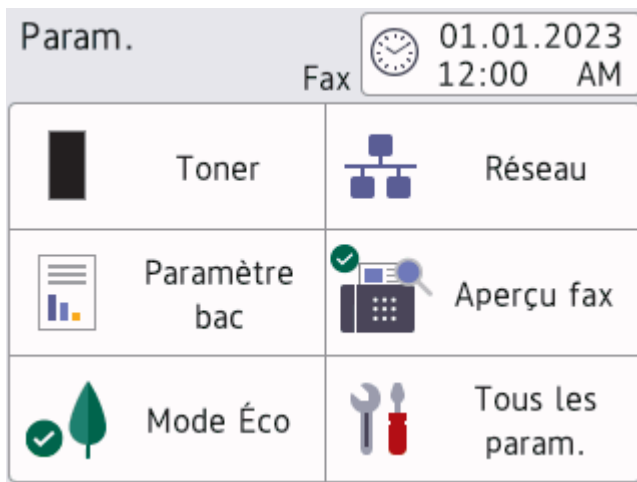 Param.
Fax
01.01.2023
12:00 AM
Toner
Réseau
Paramètre
bac
Aperçu fax
Mode Éco
Tous les
param.